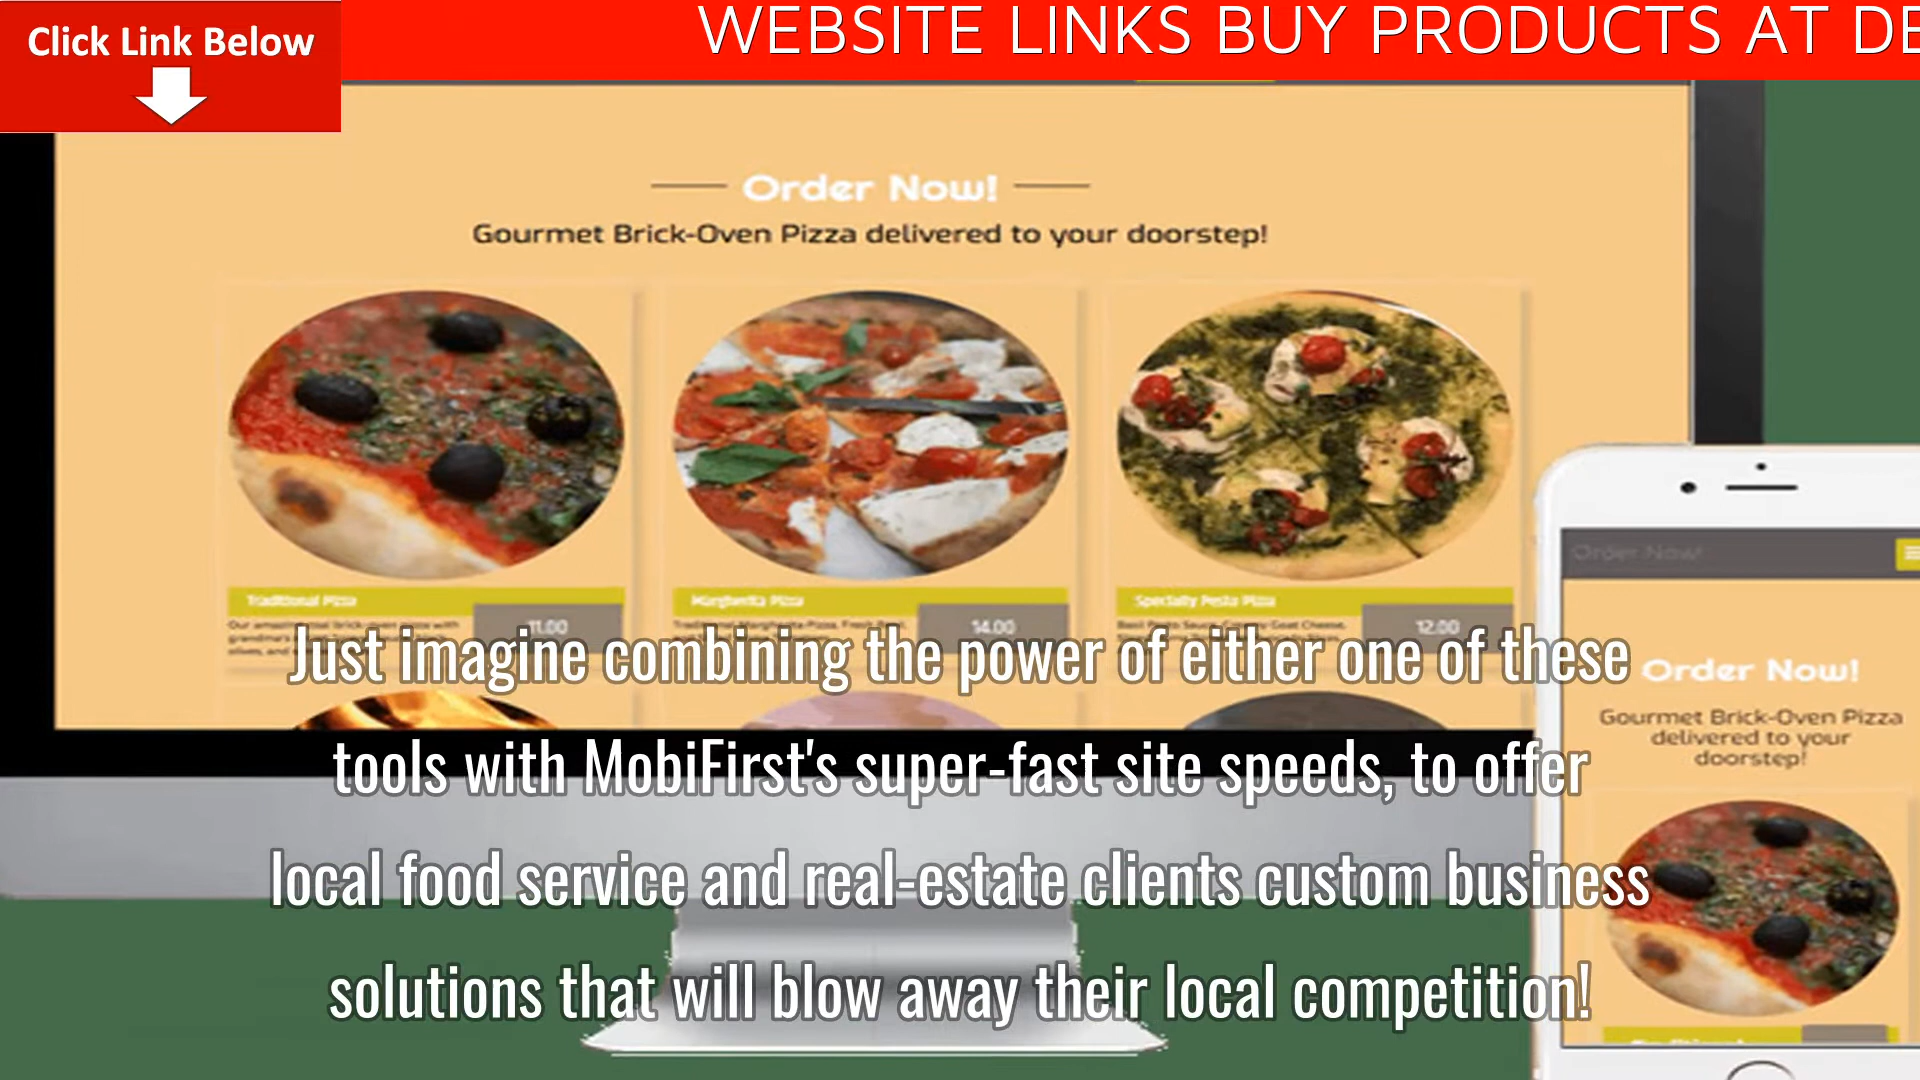 Click Link Below
WEBSITE LINKS BUY PRODUCTS AT DE
Order Now!
Gourmet Brick-Oven Pizza delivered to your doorstep!
Traditional Pizza
Margherita Pizza
Specialty Pesto Pizza
11.00
14.00
12.00
Just imagine combining the power of either one of these
tools with MobiFirst's super-fast site speeds, to offer
local food service and real-estate clients custom business
solutions that will blow away their local competition!
Order Now!
Order Now!
Gourmet Brick-Oven Pizza
delivered to your
doorstep!